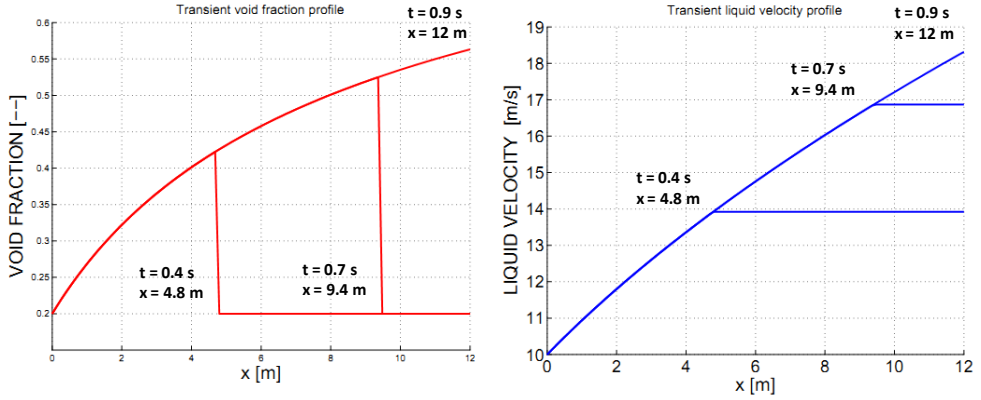 Transient void fraction profile
t = 0.9 s
x = 12 m
0.6
0.55
0.5
0.45
0.4
0.35
0.3
0.25
0.2
VOID FRACTION [--]
t = 0.4 s
x = 4.8 m
t = 0.7 s
x = 9.4 m
0 2 4 6 8 10 12
x [m]
Transient liquid velocity profile
t = 0.9 s
x = 12 m
19
18
17
16
15
14
13
12
11
10
LIQUID VELOCITY [m/s]
t = 0.7 s
x = 9.4 m
t = 0.4 s
x = 4.8 m
0 2 4 6 8 10 12
x [m]